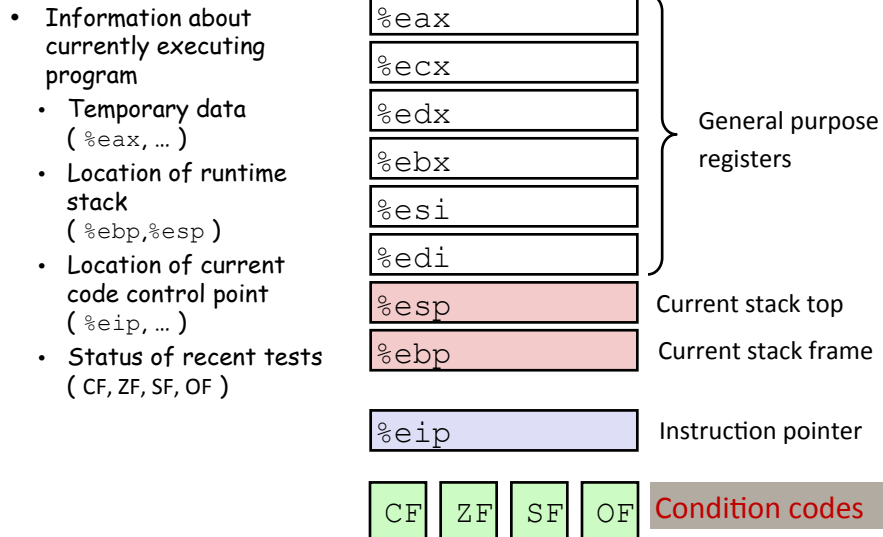 • Information about
currently executing
program
• Temporary data
( %eax, … )
• Location of runtime
stack
( %ebp,%esp )
• Location of current
code control point
( %eip, … )
• Status of recent tests
( CF, ZF, SF, OF )
%eax
%ecx
%edx
%ebx
%esi
%edi
General purpose
registers
%esp
Current stack top
%ebp
Current stack frame
%eip
Instruction pointer
CF ZF SF OF
Condition codes